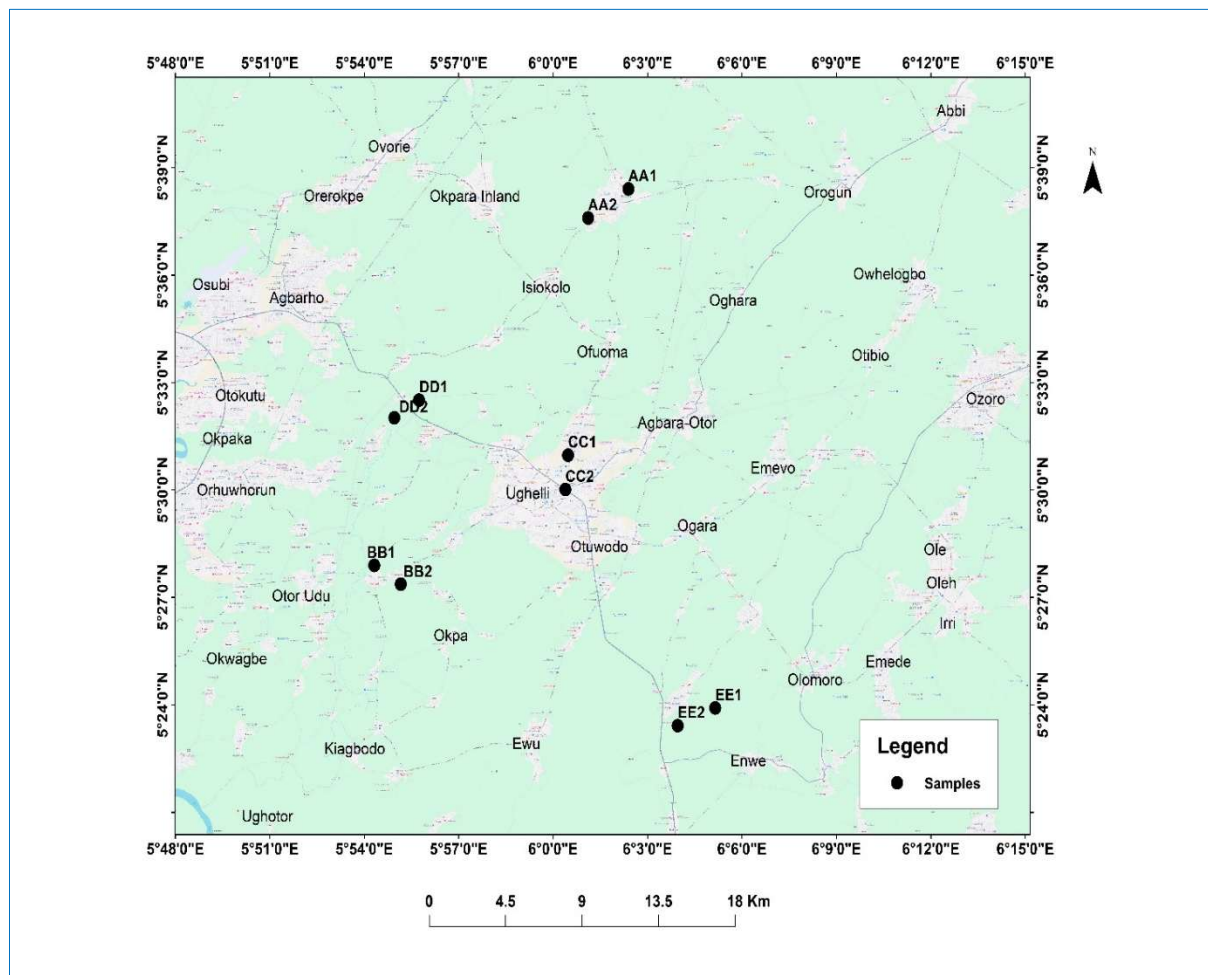 5°48'0"E 5°51'0"E 5°54'0"E 5°57'0"E 6°0'0"E 6°3'0"E 6°6'0"E 6°9'0"E 6°12'0"E 6°15'0"E
Abbi
N
Ovorie
5°39'0"N 5°39'0"N
AA1
Orerokpe Okpara Inland Orogun
AA2
5°36'0"N 5°36'0"N
Osubi Agbarho Isiokolo Owhelogbo
Oghara
Ofuoma Otibio
5°33'0"N 5°33'0"N
DD1
Otokutu DD2 Ozoro
Agbara-Otor
Okpaka CC1
Emevo
CC2
5°30'0"N 5°30'0"N
Orhuwhorun Ughelli
Ogara
Otuwodo Ole
BB1
BB2 Oleh
5°27'0"N 5°27'0"N
Otor Udu
Irri
Okpa
Okwagbe Emede
Olomoro
5°24'0"N 5°24'0"N
EE1
EE2
Kiagbodo Ewu Legend
Enwe
Samples
Ughotor
5°48'0"E 5°51'0"E 5°54'0"E 5°57'0"E 6°0'0"E 6°3'0"E 6°6'0"E 6°9'0"E 6°12'0"E 6°15'0"E
0 4.5 9 13.5 18 Km